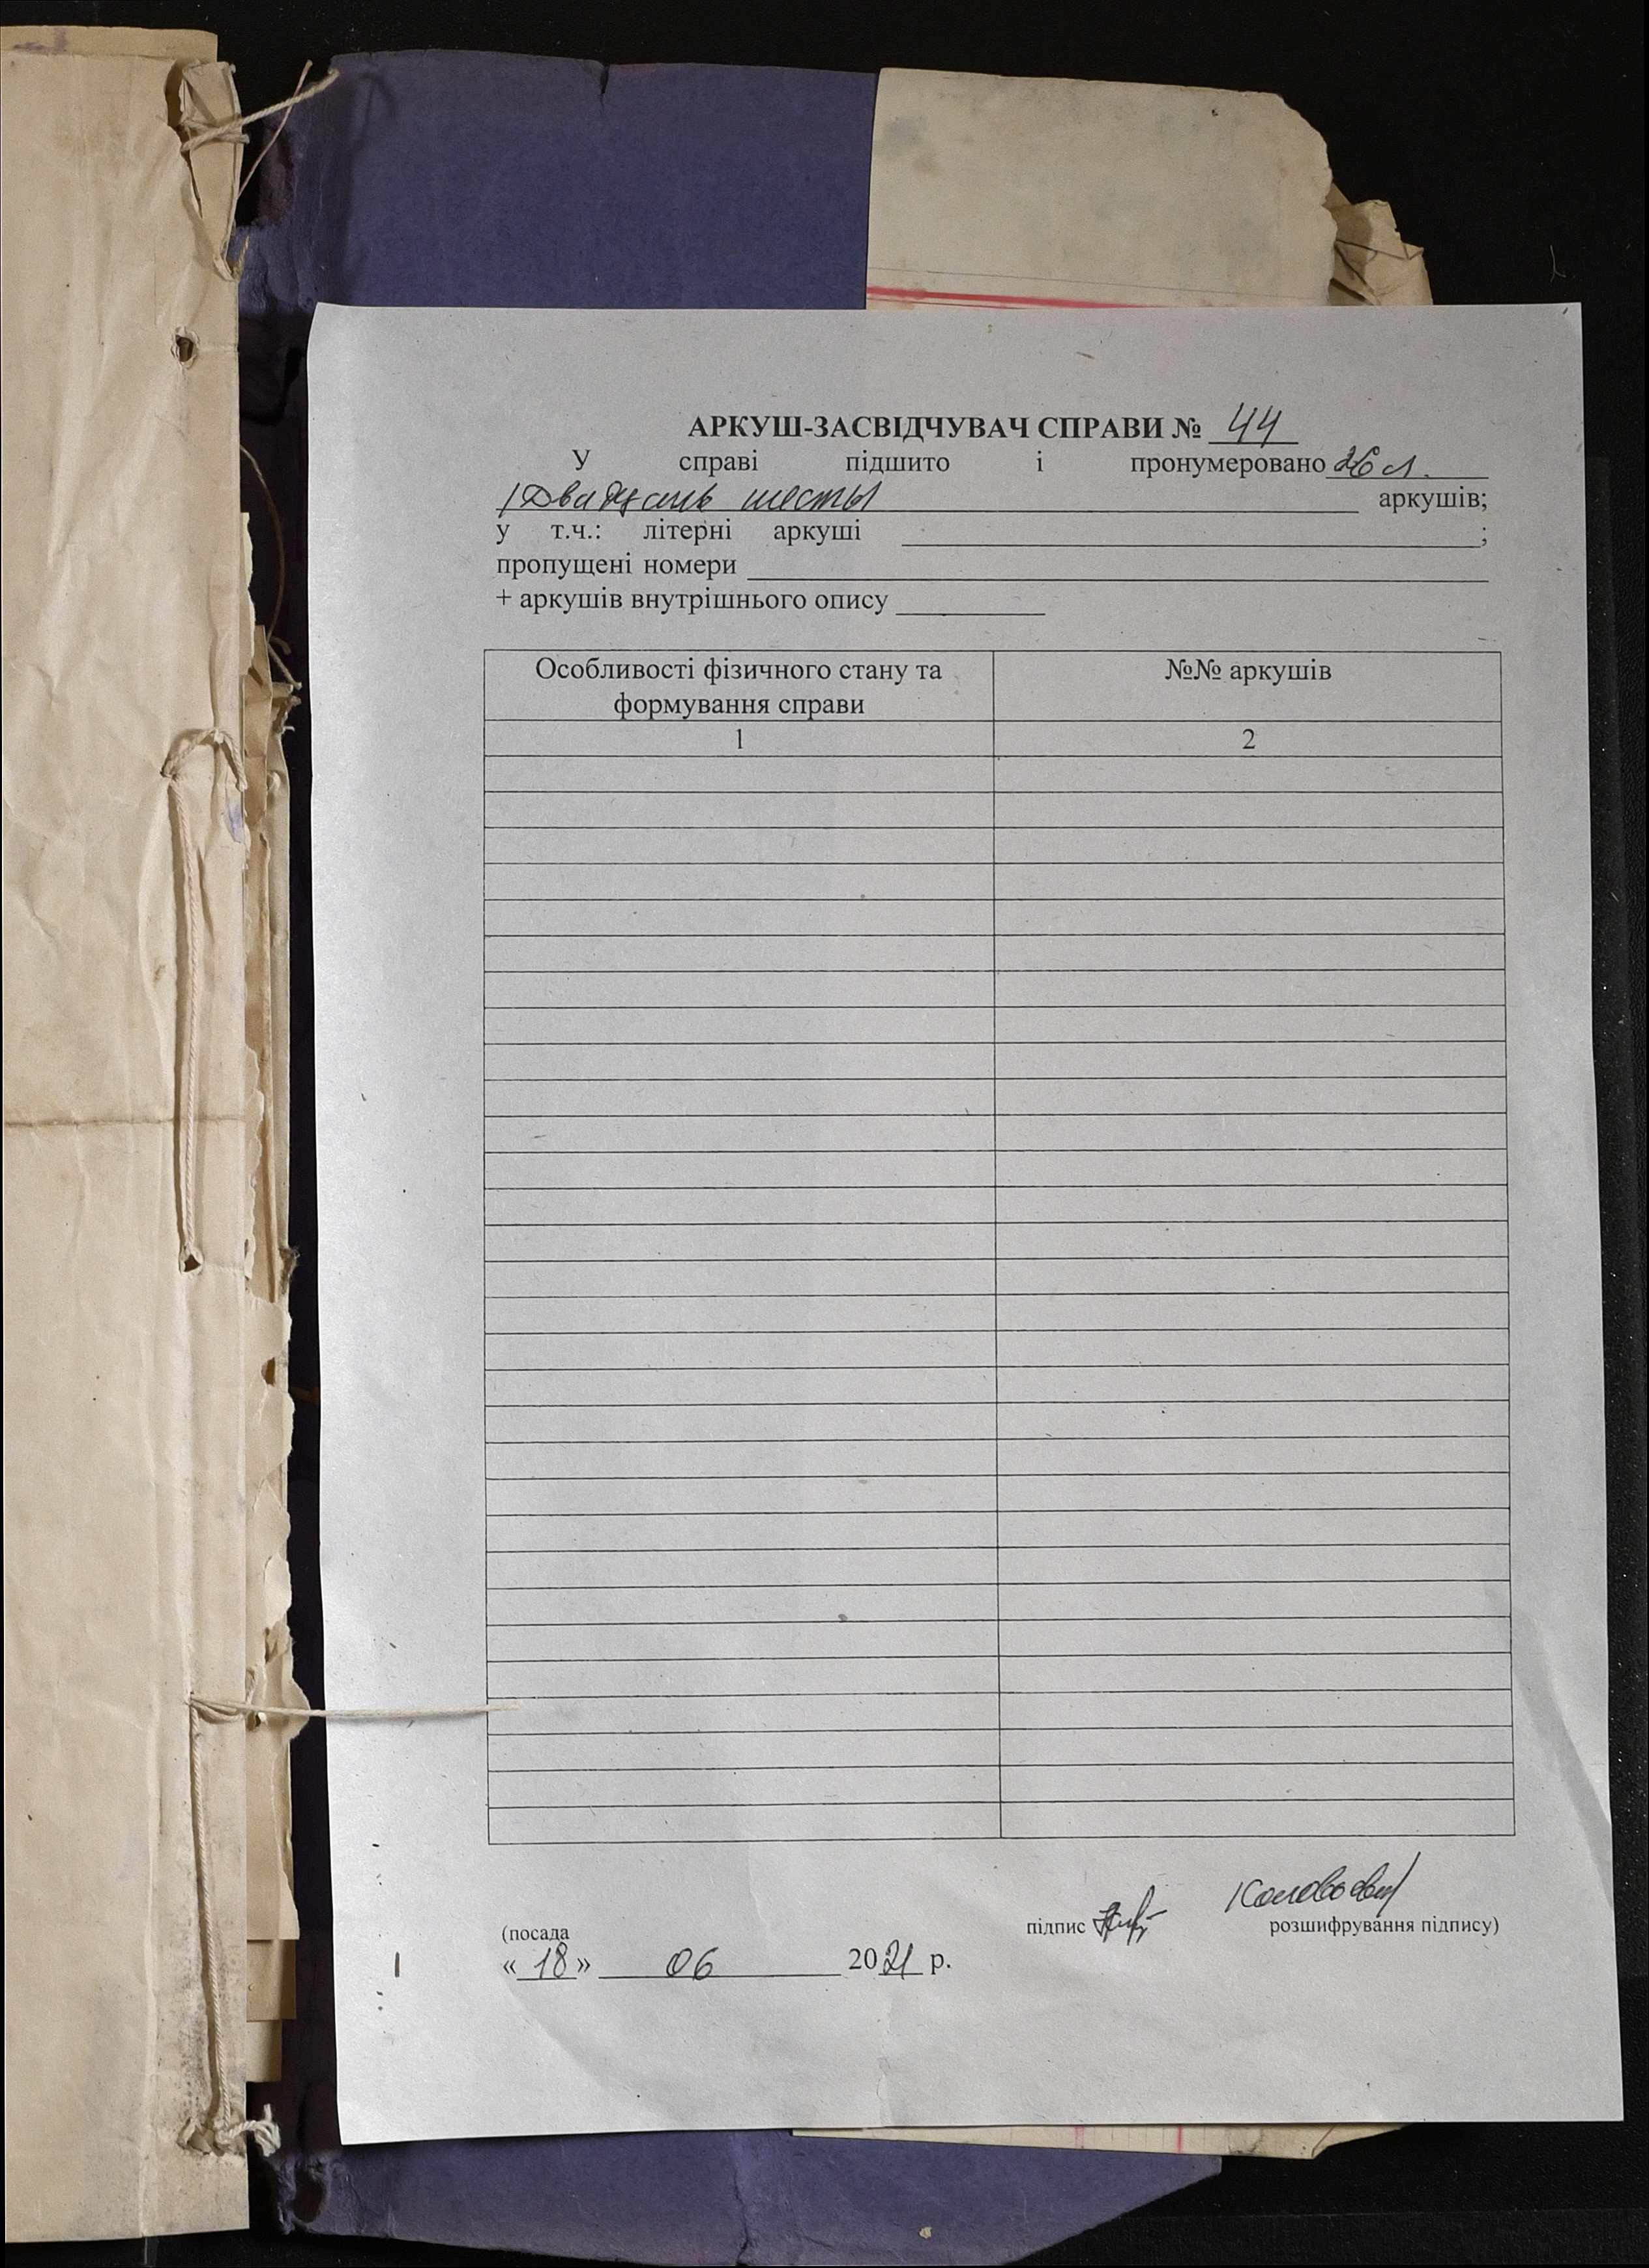 АРКУШ-ЗАСВІДЧУВАЧ СПРАВИ № 44
У справі підшито і пронумеровано 26 л.
/Двадцать шесть/ аркушів;
у т.ч.: літерні аркуші ;
пропущені номери
+ аркушів внутрішнього опису
Особливості фізичного стану та №№ аркушів
формування справи
1 2
(посада підпис розшифрування підпису)
«18» 06 2021 р.